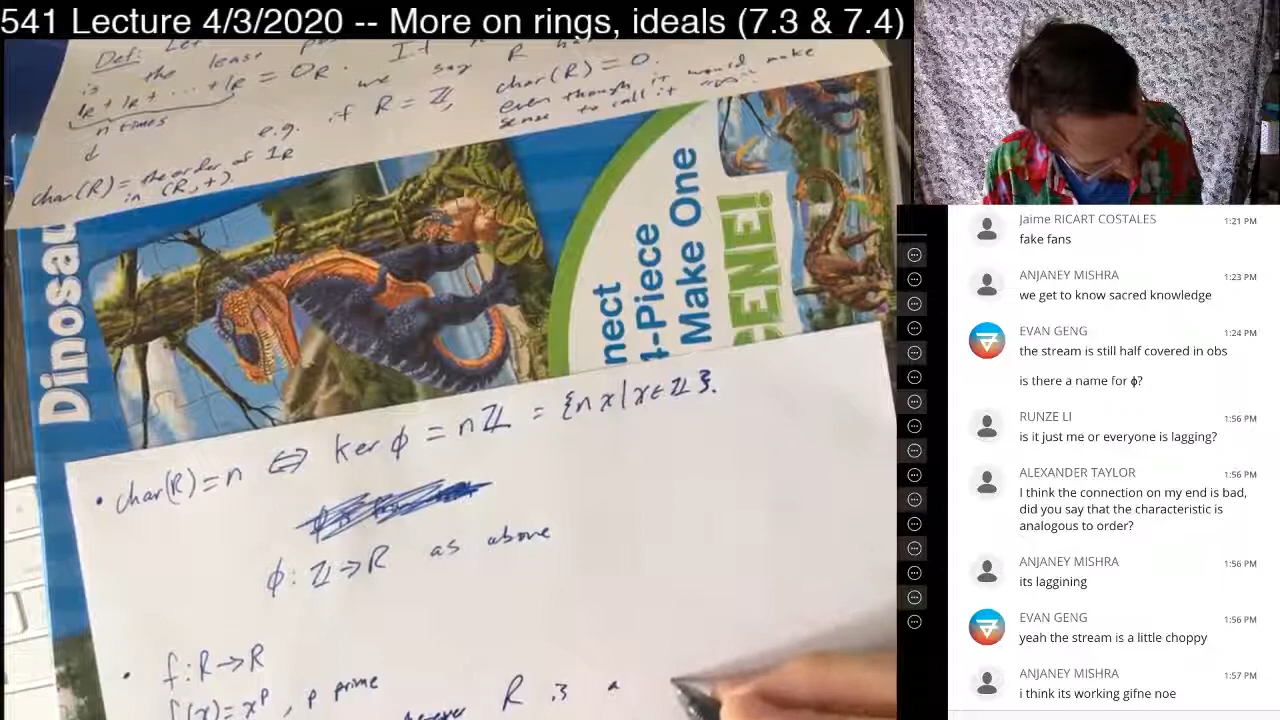 541 Lecture 4/3/2020 -- More on rings, ideals (7.3 & 7.4)
Def: Let
is the least
1R + 1R + ... + 1R = 0R. If
n times
we say R
char(R) = 0.
e.g. if R = ℤ,
even though it would make
sense to call it "∞"
char(R) = the order of 1R
in (R, +).
Dinosau
nect
-Piece
Make One
CENE!
• char(R) = n ⇔ ker ϕ = nℤ = {nx | x ∈ ℤ}.
ϕ: ℤ → R as above
• f: R → R
f(x) = x^p, p prime
R is a
Jaime RICART COSTALES 1:21 PM
fake fans
ANJANEY MISHRA 1:23 PM
we get to know sacred knowledge
EVAN GENG 1:24 PM
the stream is still half covered in obs
is there a name for ϕ?
RUNZE LI 1:56 PM
is it just me or everyone is lagging?
ALEXANDER TAYLOR 1:56 PM
I think the connection on my end is bad,
did you say that the characteristic is
analogous to order?
ANJANEY MISHRA 1:56 PM
its laggining
EVAN GENG 1:56 PM
yeah the stream is a little choppy
ANJANEY MISHRA 1:57 PM
i think its working gifne noe